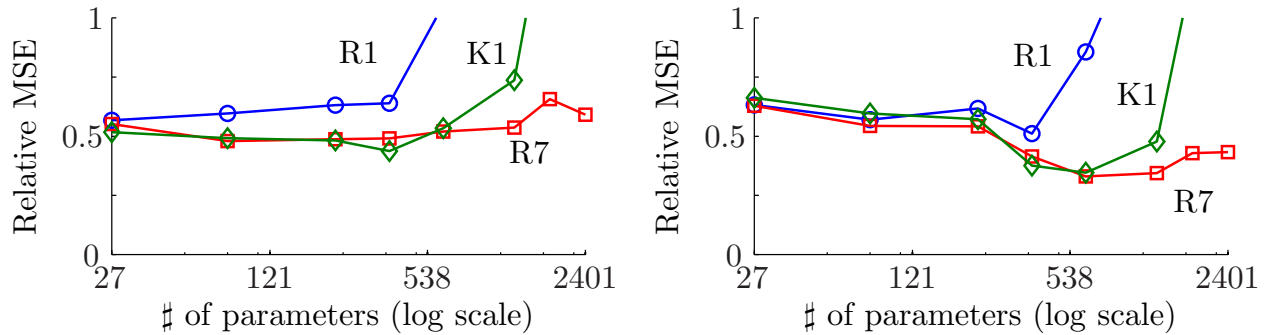 1
0.5
0
Relative MSE
R1
K1
R7
27 121 538 2401
♯ of parameters (log scale)
1
0.5
0
Relative MSE
R1
K1
R7
27 121 538 2401
♯ of parameters (log scale)